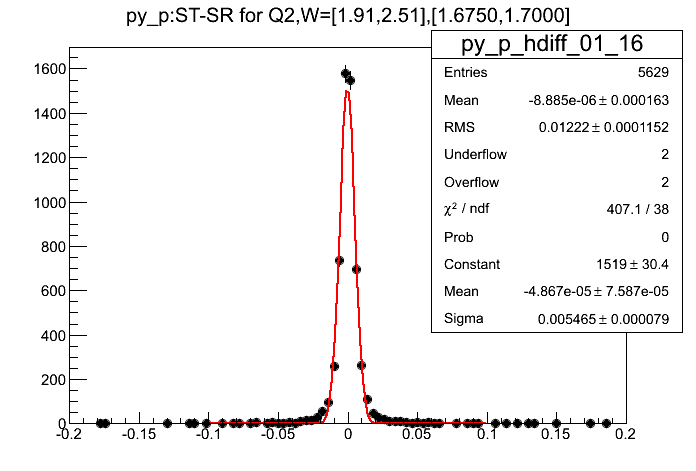 py_p:ST-SR for Q2,W=[1.91,2.51],[1.6750,1.7000]
py_p_hdiff_01_16
Entries 5629
Mean -8.885e-06 ± 0.000163
RMS 0.01222 ± 0.0001152
Underflow 2
Overflow 2
χ² / ndf 407.1 / 38
Prob 0
Constant 1519 ± 30.4
Mean -4.867e-05 ± 7.587e-05
Sigma 0.005465 ± 0.000079
1600
1400
1200
1000
800
600
400
200
0
-0.2 -0.15 -0.1 -0.05 0 0.05 0.1 0.15 0.2